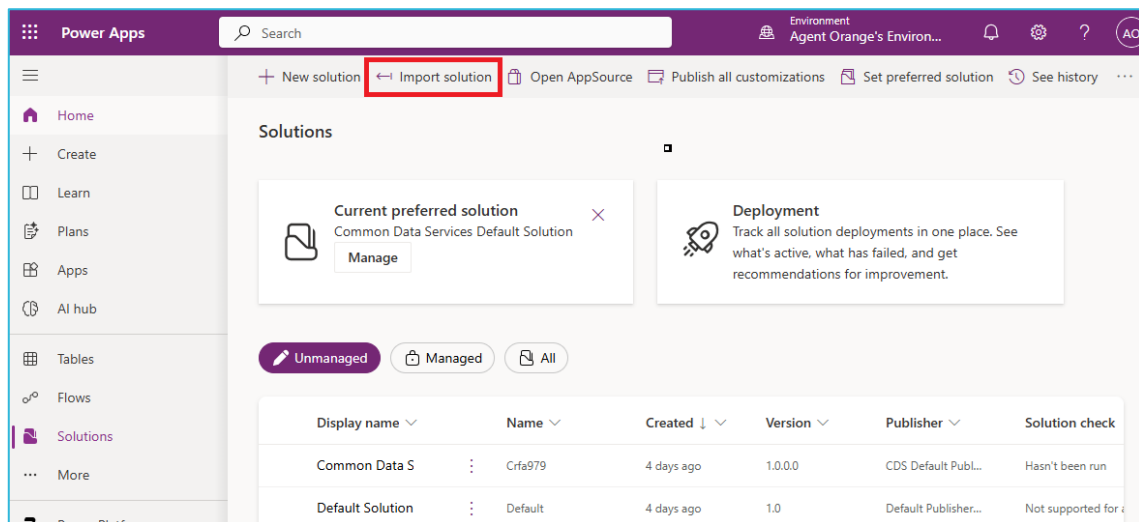 Power Apps
Search
Environment
Agent Orange's Environ...
AO
New solution
Import solution
Open AppSource
Publish all customizations
Set preferred solution
See history
Home
Create
Learn
Plans
Apps
AI hub
Tables
Flows
Solutions
More
Solutions
Current preferred solution
Common Data Services Default Solution
Manage
Deployment
Track all solution deployments in one place. See
what's active, what has failed, and get
recommendations for improvement.
Unmanaged
Managed
All
Display name
Name
Created
Version
Publisher
Solution check
Common Data S
Crfa979
4 days ago
1.0.0.0
CDS Default Publ...
Hasn't been run
Default Solution
Default
4 days ago
1.0
Default Publisher...
Not supported for